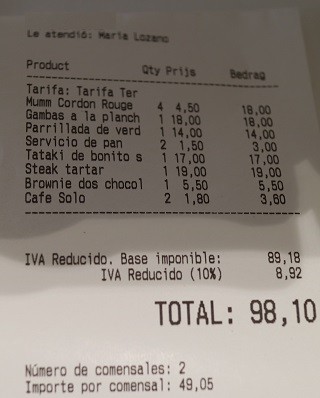 Le atendió: Maria Lozano
Product Qty Prijs Bedrag
Tarifa: Tarifa Ter
Mumm Cordon Rouge 4 4,50 18,00
Gambas a la planch 1 18,00 18,00
Parrillada de verd 1 14,00 14,00
Servicio de pan 2 1,50 3,00
Tataki de bonito s 1 17,00 17,00
Steak tartar 1 19,00 19,00
Brownie dos chocol 1 5,50 5,50
Cafe Solo 2 1,80 3,60
IVA Reducido. Base imponible: 89,18
IVA Reducido (10%) 8,92
TOTAL: 98,10
Número de comensales: 2
Importe por comensal: 49,05